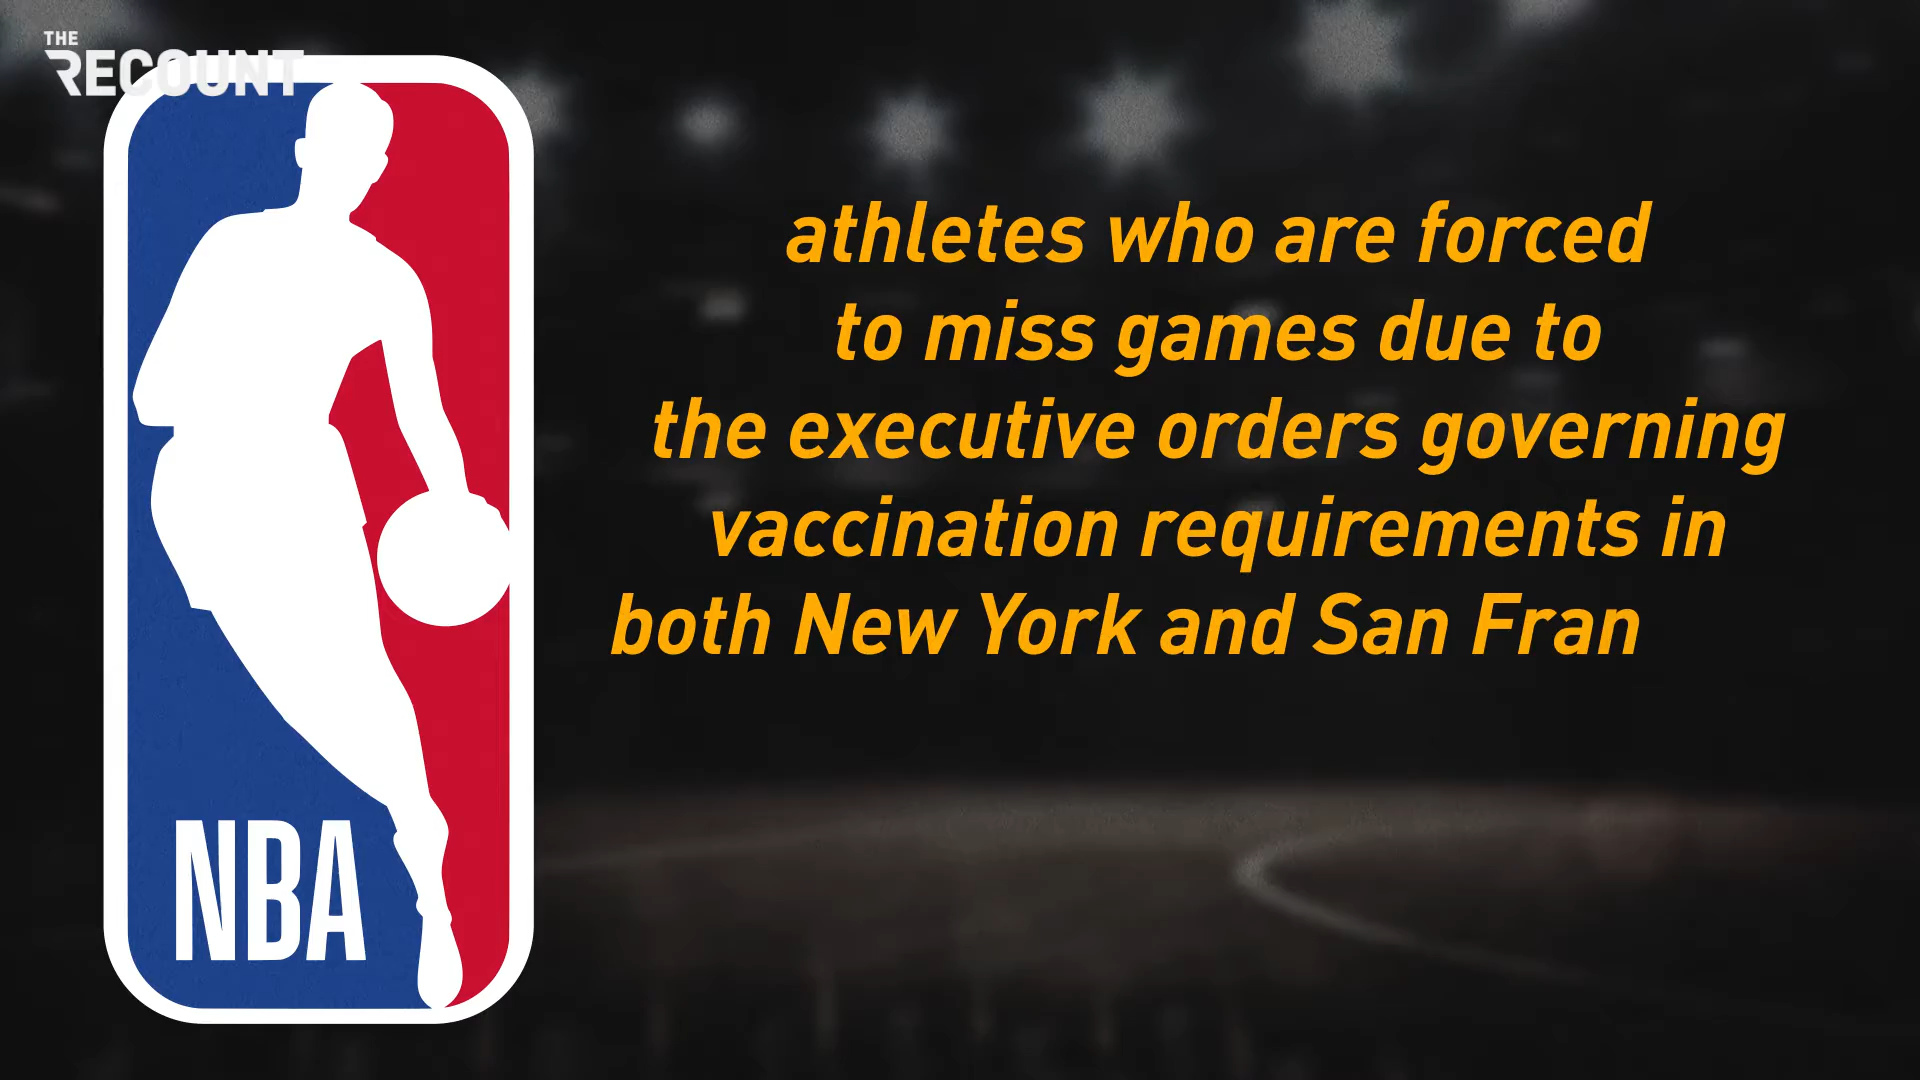 THE
RECOUNT
athletes who are forced
to miss games due to
the executive orders governing
vaccination requirements in
both New York and San Fran
NBA